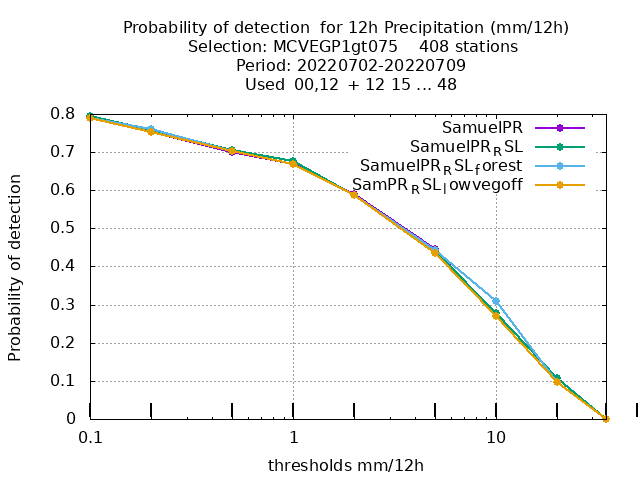 Probability of detection for 12h Precipitation (mm/12h)
Selection: MCVEGP1gt075 408 stations
Period: 20220702-20220709
Used 00,12 + 12 15 ... 48
Probability of detection
0.8
0.7
0.6
0.5
0.4
0.3
0.2
0.1
0
SamuelPR
SamuelPR_RSL
SamuelPR_RSL_forest
SamPR_RSL_lowvegoff
0.1 1 10
thresholds mm/12h